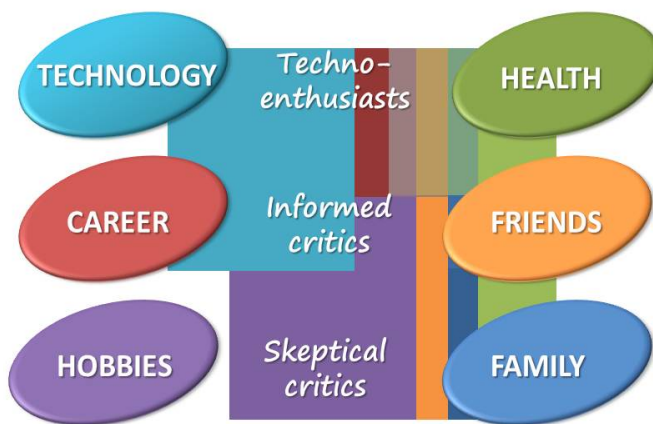 TECHNOLOGY
Techno-
enthusiasts
HEALTH
CAREER
Informed
critics
FRIENDS
HOBBIES
Skeptical
critics
FAMILY